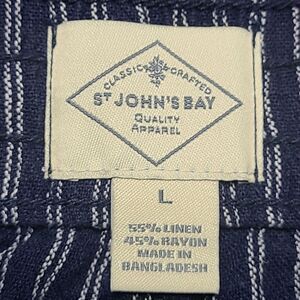 CLASSIC CRAFTED
ST JOHN'S BAY
QUALITY
APPAREL
L
55% LINEN
45% RAYON
MADE IN
BANGLADESH